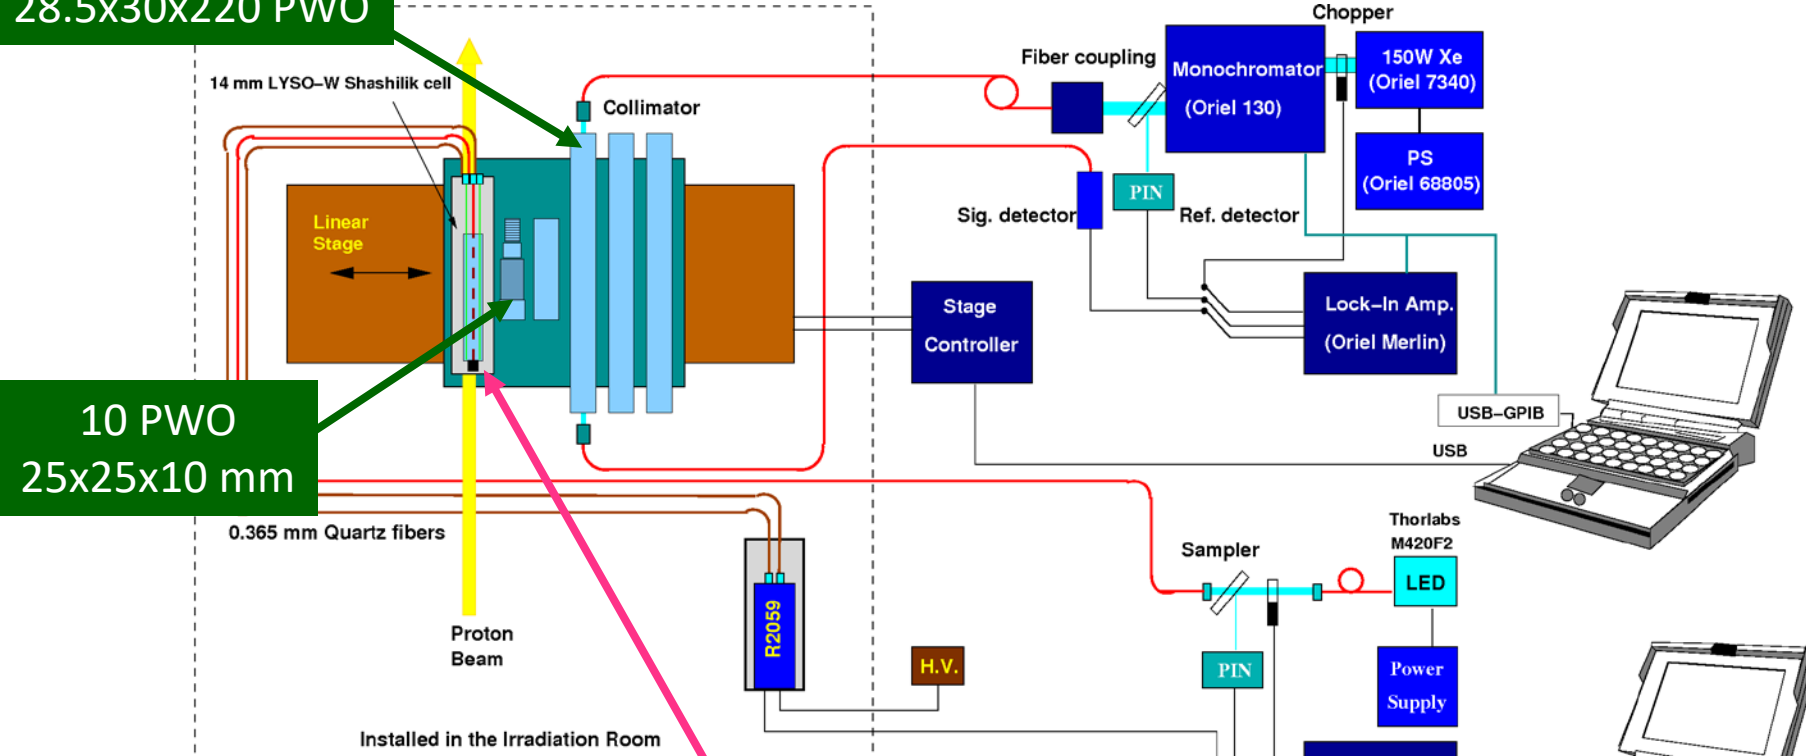 28.5x30x220 PWO
Chopper
14 mm LYSO-W Shashilik cell
Collimator
Fiber coupling
Monochromator
(Oriel 130)
150W Xe
(Oriel 7340)
PS
(Oriel 68805)
PIN
Sig. detector
Ref. detector
Linear
Stage
Stage
Controller
Lock-In Amp.
(Oriel Merlin)
USB-GPIB
USB
10 PWO
25x25x10 mm
0.365 mm Quartz fibers
Thorlabs
M420F2
Sampler
LED
R2059
Proton
Beam
H.V.
PIN
Power
Supply
Installed in the Irradiation Room